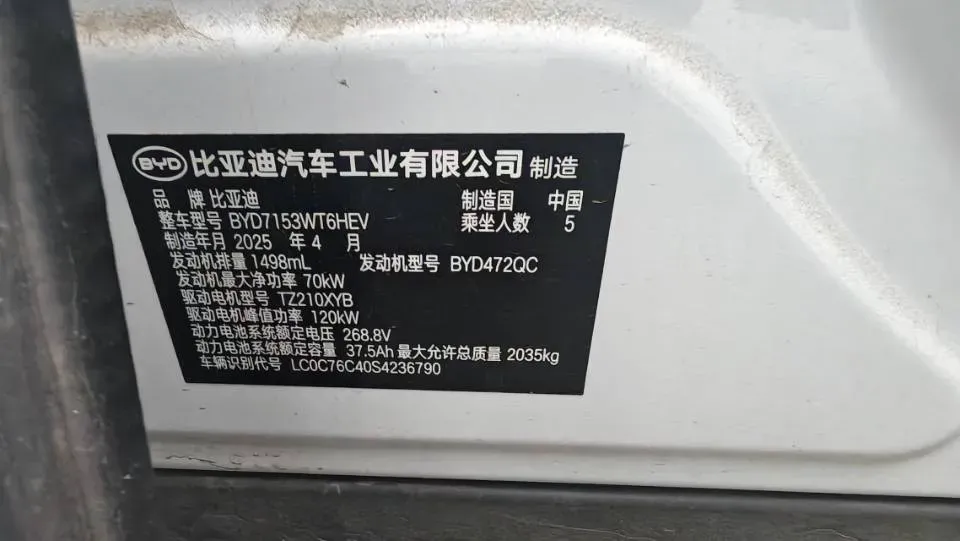 BYD 比亚迪汽车工业有限公司 制造
品 牌 比亚迪 制造国 中国
整车型号 BYD7153WT6HEV 乘坐人数 5
制造年月 2025 年 4 月
发动机排量 1498mL 发动机型号 BYD472QC
发动机最大净功率 70kW
驱动电机型号 TZ210XYB
驱动电机峰值功率 120kW
动力电池系统额定电压 268.8V
动力电池系统额定容量 37.5Ah 最大允许总质量 2035kg
车辆识别代号 LC0C76C40S4236790